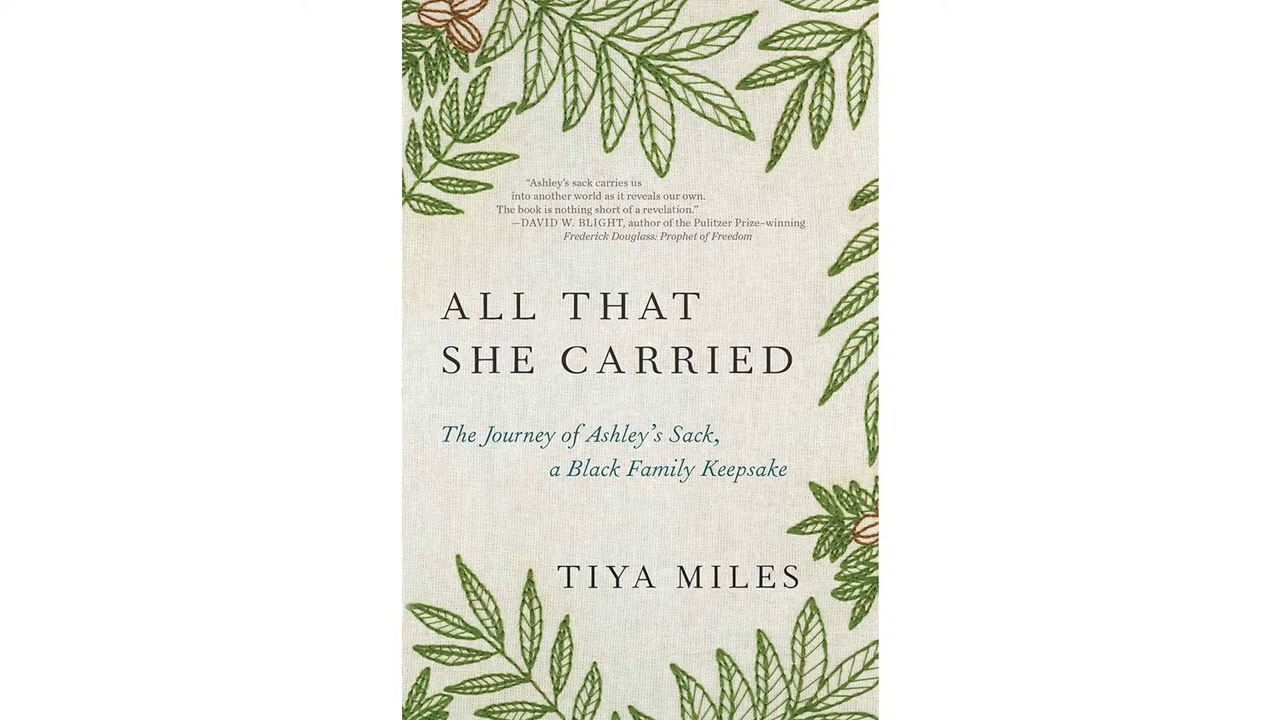 “Ashley’s sack carries us
into another world as it reveals our own.
The book is nothing short of a revelation.”
—DAVID W. BLIGHT, author of the Pulitzer Prize–winning
Frederick Douglass: Prophet of Freedom
ALL THAT
SHE CARRIED
The Journey of Ashley’s Sack,
a Black Family Keepsake
TIYA MILES